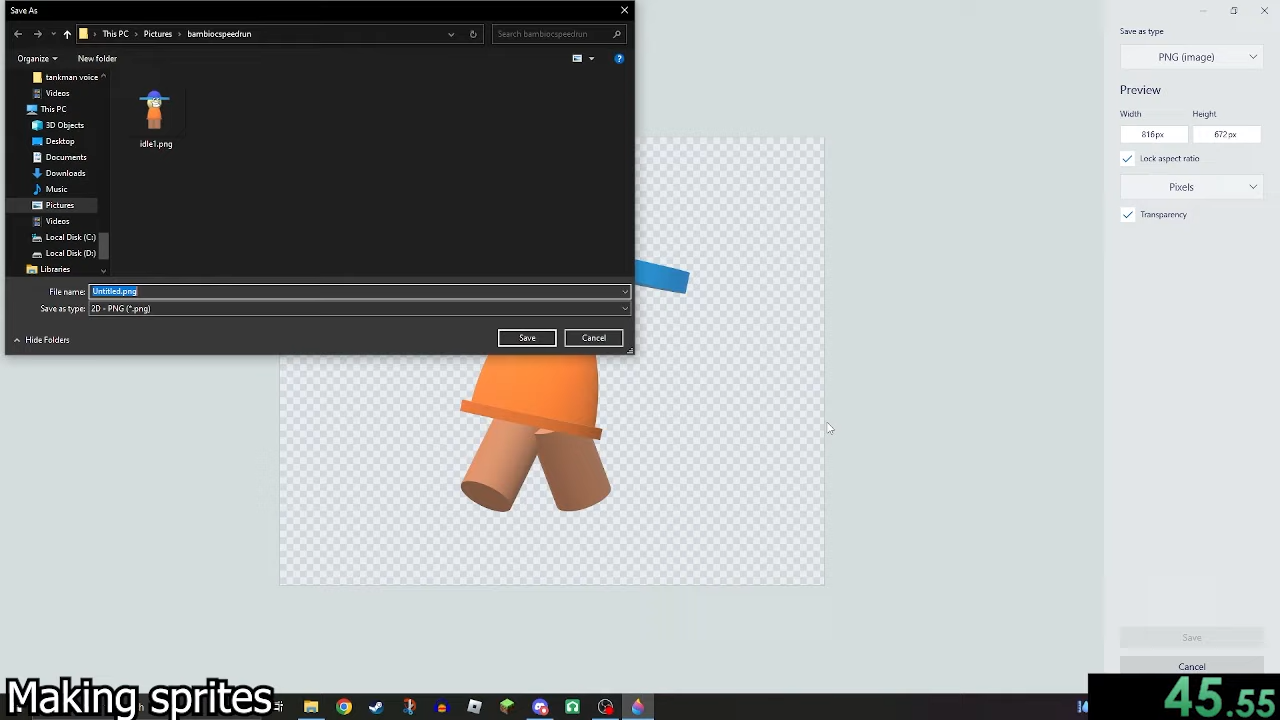 Save As
This PC
Pictures
bambiocspeedrun
Search bambiocspeedrun
Organize
New folder
tankman voice
Videos
This PC
3D Objects
Desktop
Documents
Downloads
Music
Pictures
Videos
Local Disk (C:)
Local Disk (D:)
Libraries
idle1.png
File name: Untitled.png
Save as type: 2D - PNG (*.png)
Hide Folders
Save
Cancel
Save as type
PNG (image)
Preview
Width
Height
816px
672px
Lock aspect ratio
Pixels
Transparency
Save
Cancel
Making sprites
45.55